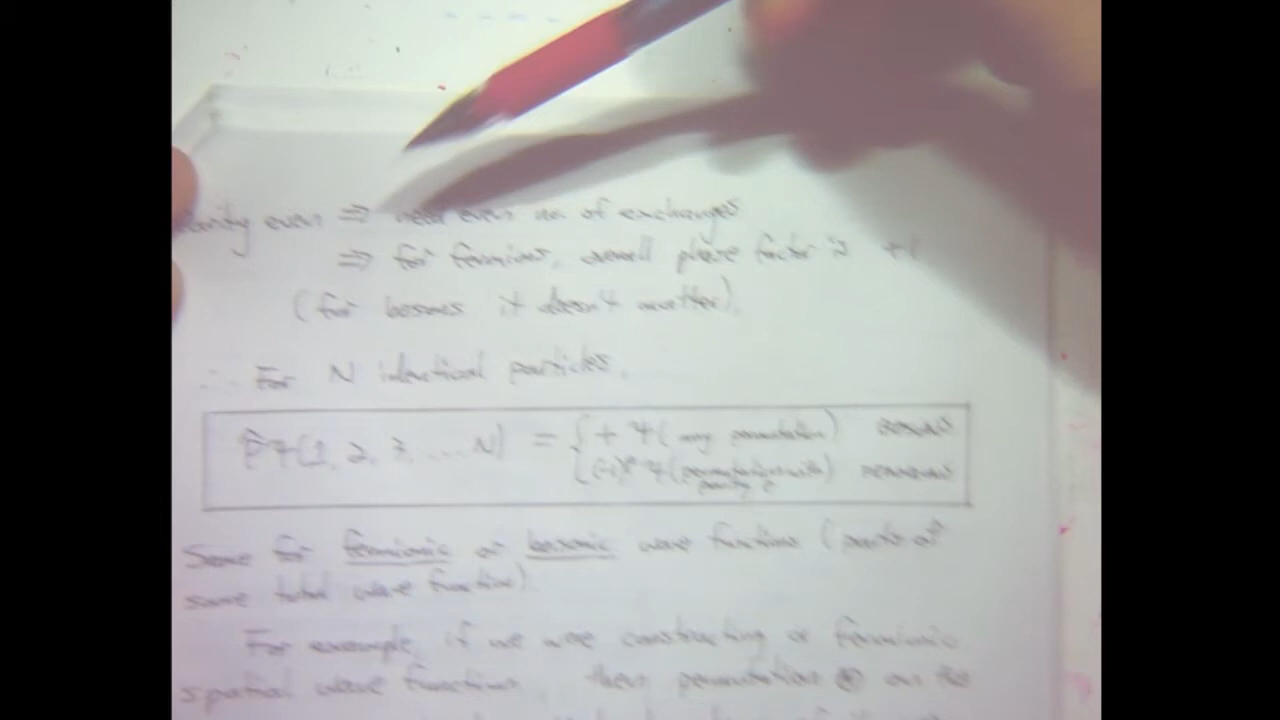 Parity even ⇒ need even no. of exchanges
⇒ for fermions, overall phase factor is +1
(for bosons it doesn't matter).
∴ For N identical particles,
P̂Ψ(1, 2, 3, ... N) = { + Ψ( any permutation) BOSONS
(-1)^P Ψ(permutation with parity P) FERMIONS
Same for fermionic or bosonic wave functions (parts of
same total wave function).
For example, if we were constructing a fermionic
spatial wave function, then permutation on the